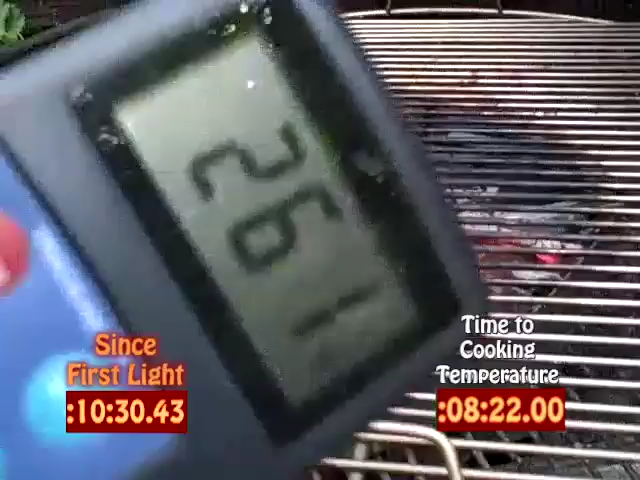 261
Since
First Light
:10:30.43
Time to
Cooking
Temperature
:08:22.00